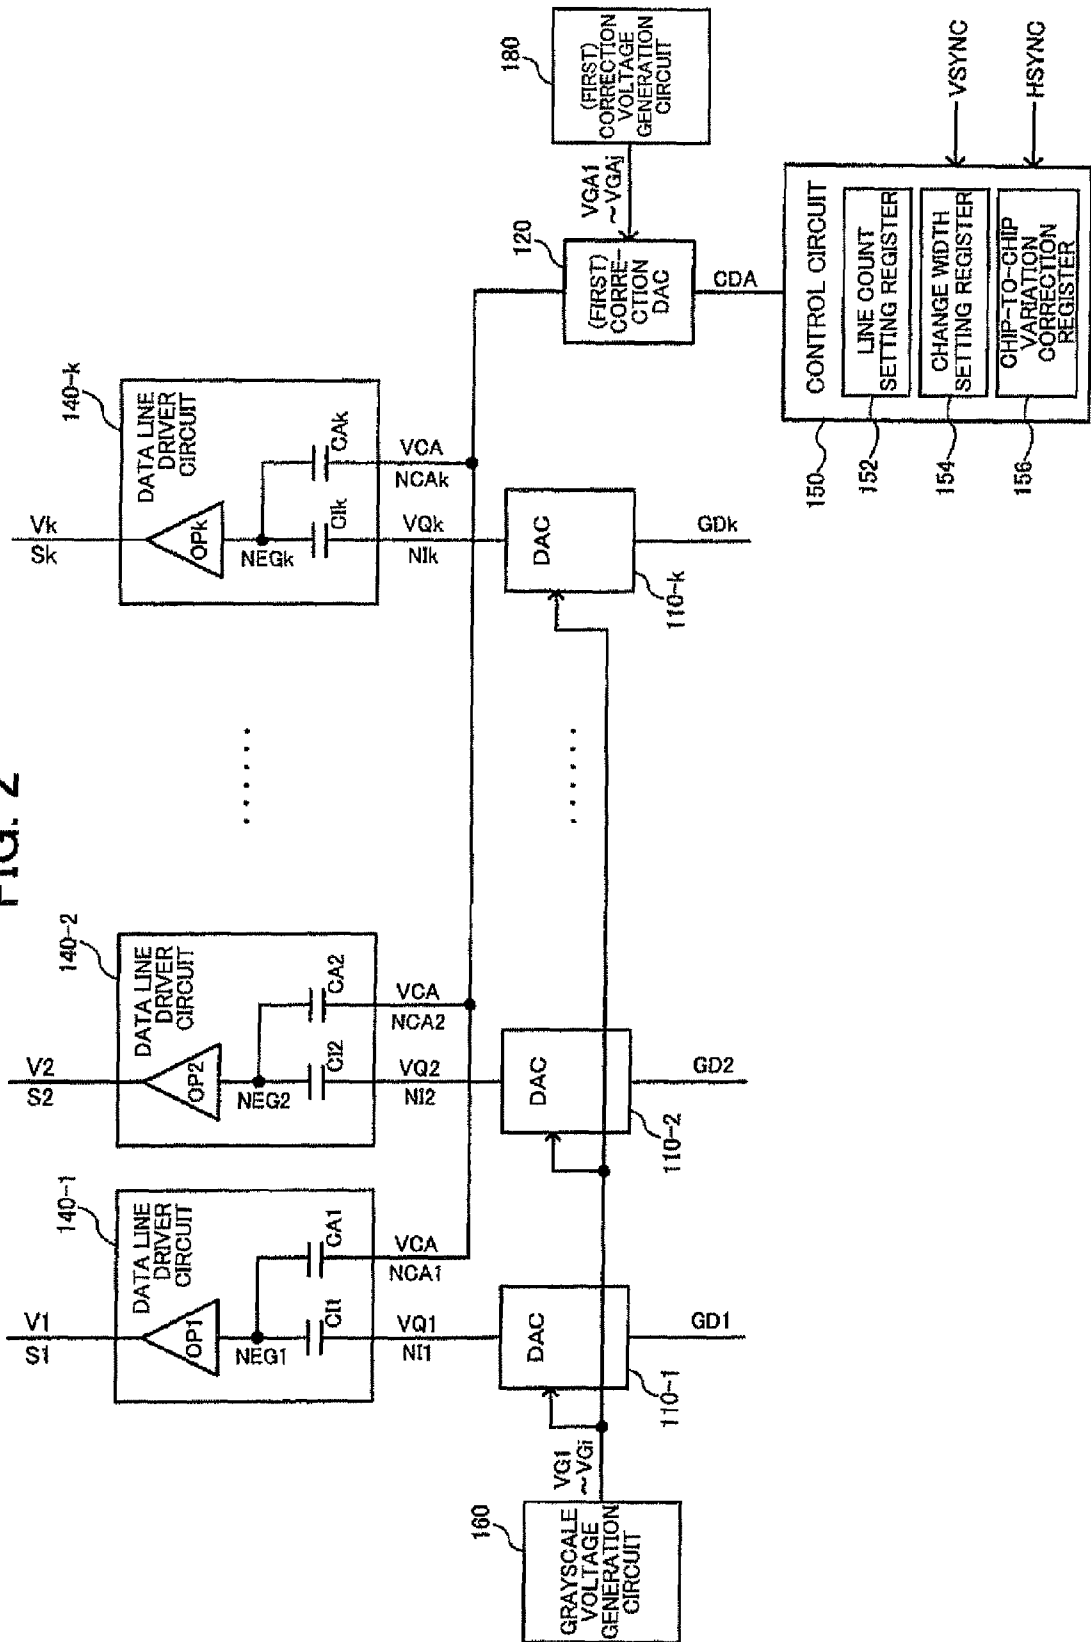 FIG. 2
V1
S1
V2
S2
Vk
Sk
140-1
DATA LINE
DRIVER
CIRCUIT
OP1
NEG1
CA1
CI1
140-2
DATA LINE
DRIVER
CIRCUIT
OP2
NEG2
CA2
CI2
140-k
DATA LINE
DRIVER
CIRCUIT
OPk
NEGk
CAk
CIk
......
VQ1
NI1
VCA
NCA1
VQ2
NI2
VCA
NCA2
VQk
NIk
VCA
NCAk
160
GRAYSCALE
VOLTAGE
GENERATION
CIRCUIT
VG1
~VGi
DAC
110-1
GD1
DAC
110-2
GD2
......
DAC
110-k
GDk
120
(FIRST)
CORRE-
CTION
DAC
VGA1
~VGAj
180
(FIRST)
CORRECTION
VOLTAGE
GENERATION
CIRCUIT
CDA
150
CONTROL CIRCUIT
152
LINE COUNT
SETTING REGISTER
154
CHANGE WIDTH
SETTING REGISTER
156
CHIP-TO-CHIP
VARIATION
CORRECTION
REGISTER
VSYNC
HSYNC